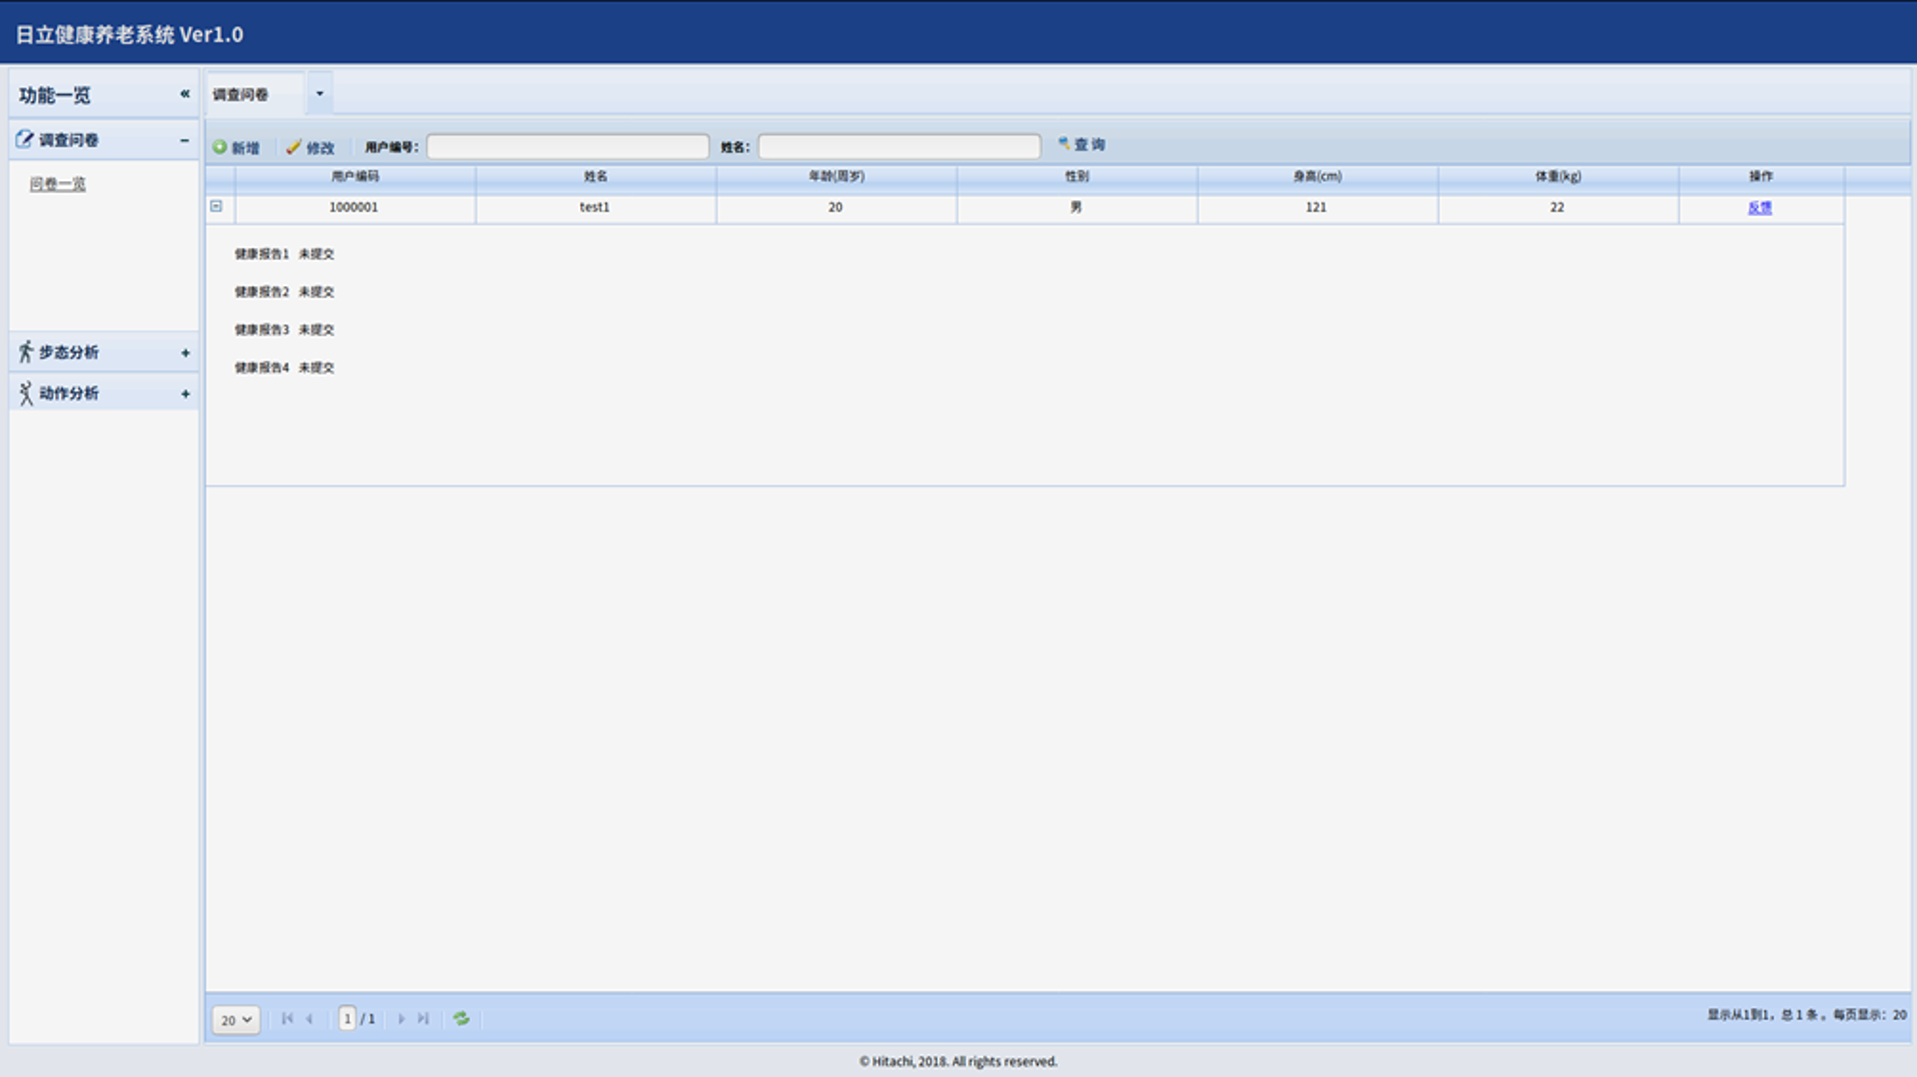 日立健康养老系统 Ver1.0
功能一览 «
调查问卷 −
问卷一览
步态分析 +
动作分析 +
调查问卷
新增 修改 用户编号： 姓名： 查 询
用户编码 姓名 年龄(周岁) 性别 身高(cm) 体重(kg) 操作
1000001 test1 20 男 121 22 反馈
健康报告1 未提交
健康报告2 未提交
健康报告3 未提交
健康报告4 未提交
20 1 / 1 显示从1到1，总 1 条 。每页显示：20
© Hitachi, 2018. All rights reserved.